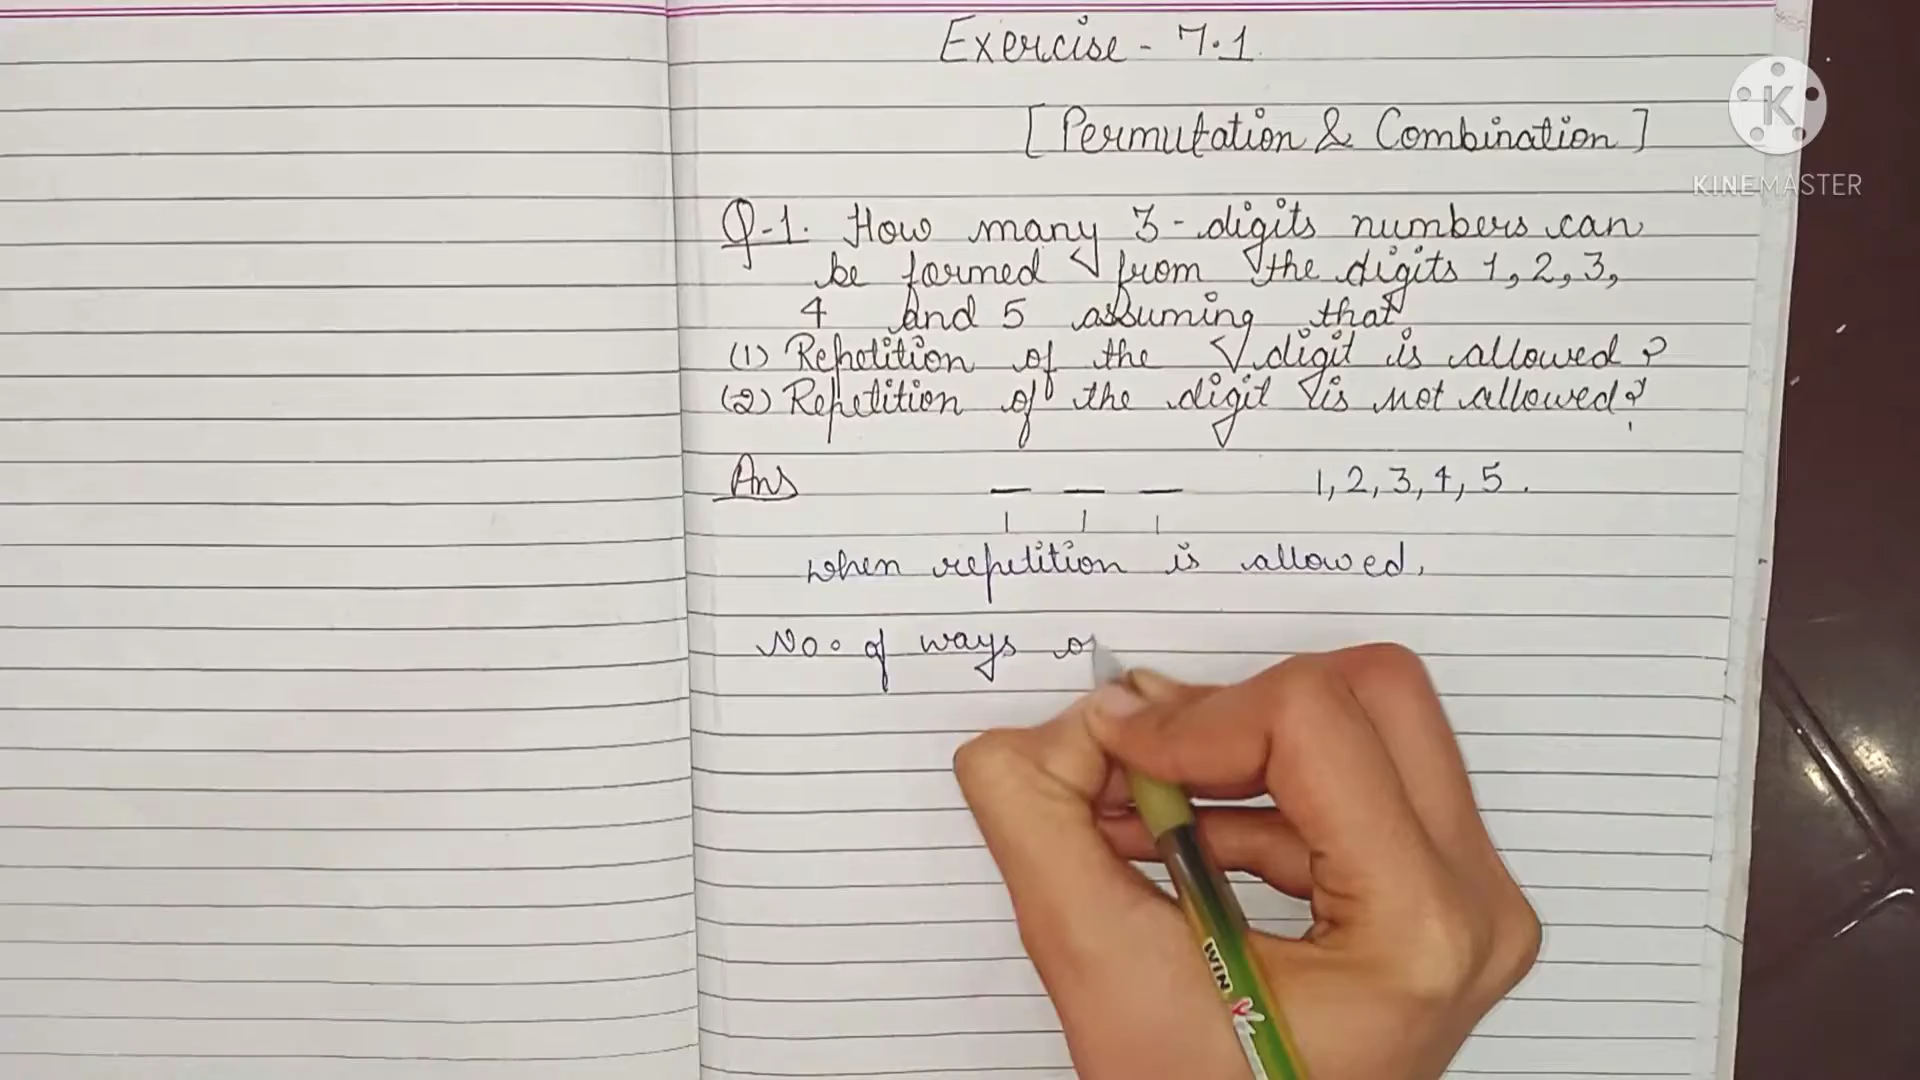 Exercise - 7.1
[Permutation & Combination]
K
KINEMASTER
Q-1. How many 3-digits numbers can
be formed from the digits 1, 2, 3,
4 and 5 assuming that
(1) Repetition of the digit is allowed?
(2) Repetition of the digit is not allowed?
Ans _ _ _ 1, 2, 3, 4, 5.
when repetition is allowed,
No. of ways of
WIN